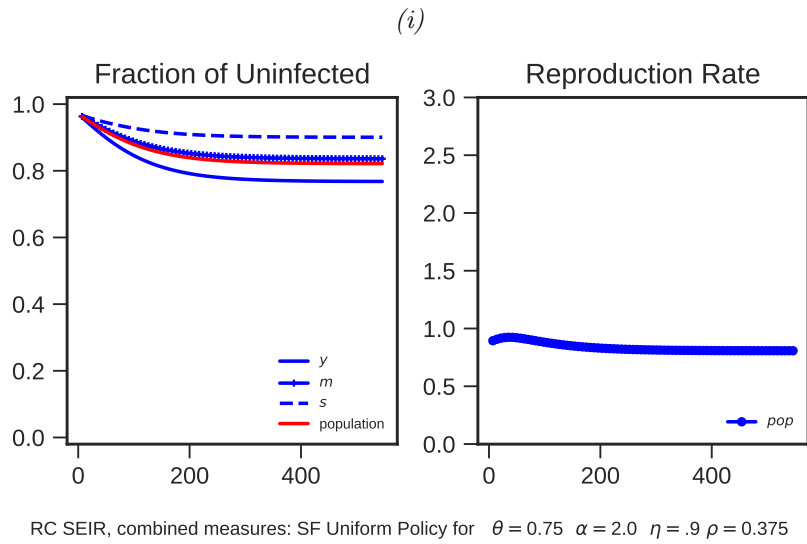 (i)
Fraction of Uninfected
Reproduction Rate
1.0
0.8
0.6
0.4
0.2
0.0
0
200
400
y
m
s
population
3.0
2.5
2.0
1.5
1.0
0.5
0.0
0
200
400
pop
RC SEIR, combined measures: SF Uniform Policy for θ = 0.75 α = 2.0 η = .9 ρ = 0.375